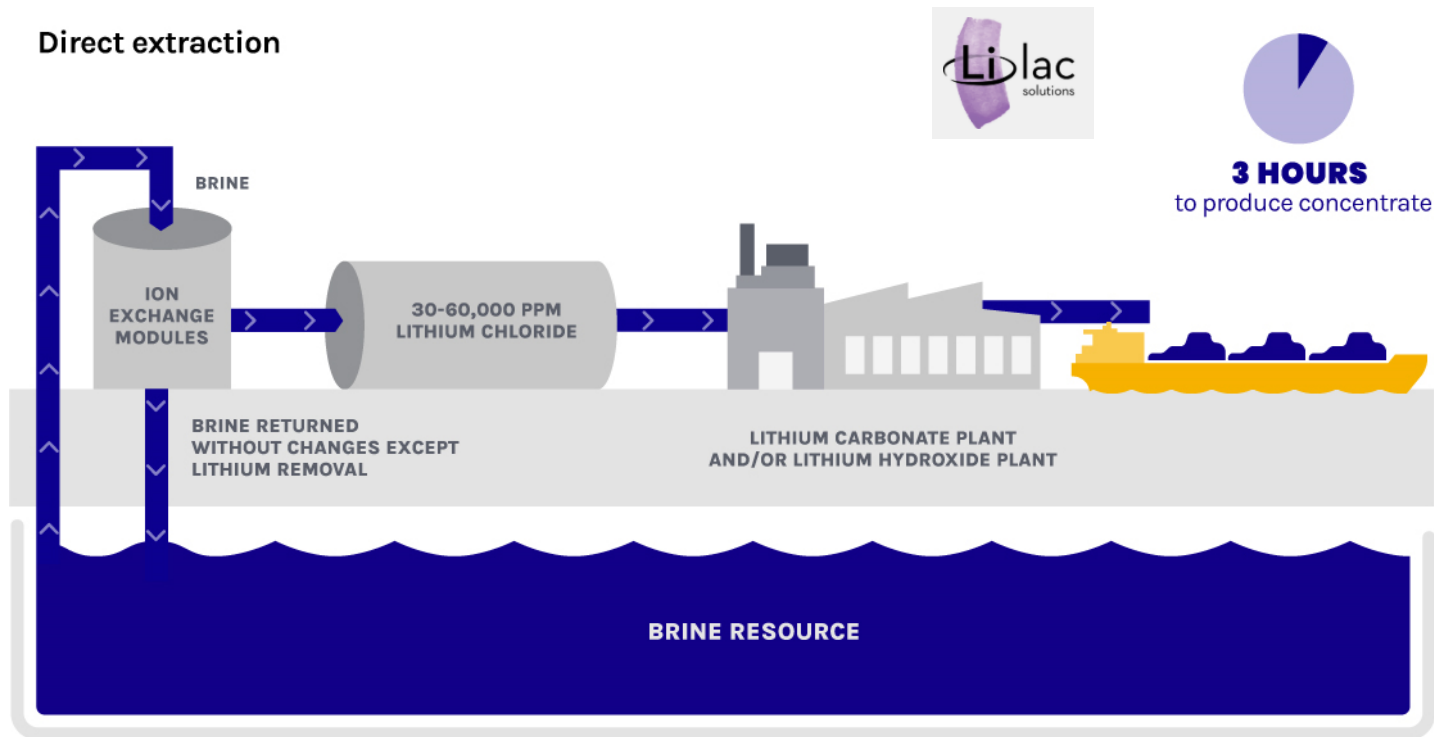 Direct extraction
Lilac
solutions
3 HOURS
to produce concentrate
BRINE
ION
EXCHANGE
MODULES
30-60,000 PPM
LITHIUM CHLORIDE
BRINE RETURNED
WITHOUT CHANGES EXCEPT
LITHIUM REMOVAL
LITHIUM CARBONATE PLANT
AND/OR LITHIUM HYDROXIDE PLANT
BRINE RESOURCE